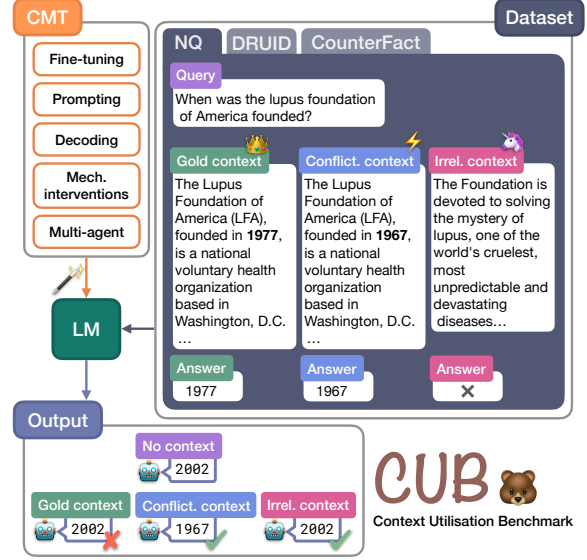 CMT
Fine-tuning
Prompting
Decoding
Mech.
interventions
Multi-agent
LM
Dataset
NQ
DRUID
CounterFact
Query
When was the lupus foundation
of America founded?
Gold context
The Lupus
Foundation of
America (LFA),
founded in 1977,
is a national
voluntary health
organization
based in
Washington, D.C.
...
Conflict. context
The Lupus
Foundation of
America (LFA),
founded in 1967,
is a national
voluntary health
organization
based in
Washington, D.C.
...
Irrel. context
The Foundation is
devoted to solving
the mystery of
lupus, one of the
world's cruelest,
most
unpredictable and
devastating
diseases...
Answer
1977
Answer
1967
Answer
Output
No context
2002
Gold context
2002
Conflict. context
1967
Irrel. context
2002
CUB
Context Utilisation Benchmark